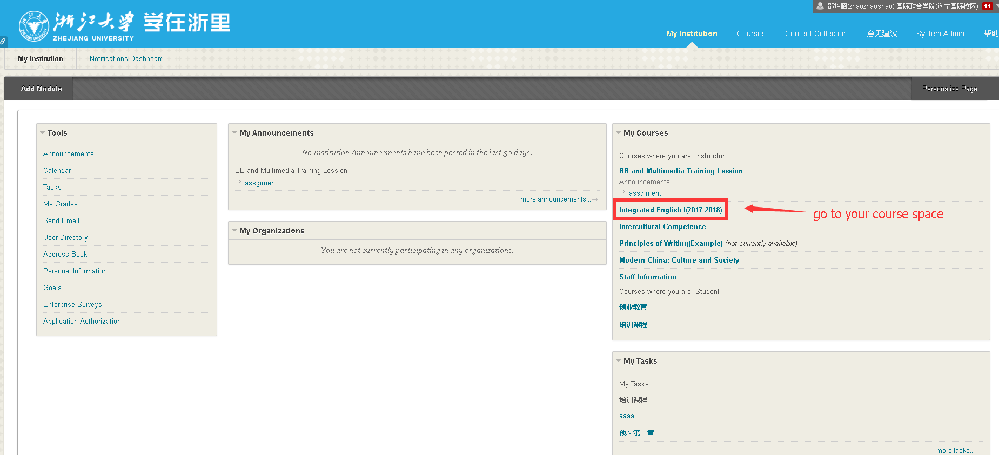 浙江大学 学在浙里
ZHEJIANG UNIVERSITY
邵炤昭(zhaozhaoshao) 国际联合学院(海宁国际校区) 11
My Institution Courses Content Collection 意见建议 System Admin 帮助
My Institution Notifications Dashboard
Add Module Personalize Page
Tools
Announcements
Calendar
Tasks
My Grades
Send Email
User Directory
Address Book
Personal Information
Goals
Enterprise Surveys
Application Authorization
My Announcements
No Institution Announcements have been posted in the last 30 days.
BB and Multimedia Training Lession
assgiment
more announcements...→
My Organizations
You are not currently participating in any organizations.
My Courses
Courses where you are: Instructor
BB and Multimedia Training Lession
Announcements:
assgiment
Integrated English I(2017-2018)
go to your course space
Intercultural Competence
Principles of Writing(Example) (not currently available)
Modern China: Culture and Society
Staff Information
Courses where you are: Student
创业教育
培训课程
My Tasks
My Tasks:
培训课程:
aaaa
预习第一章
more tasks...→